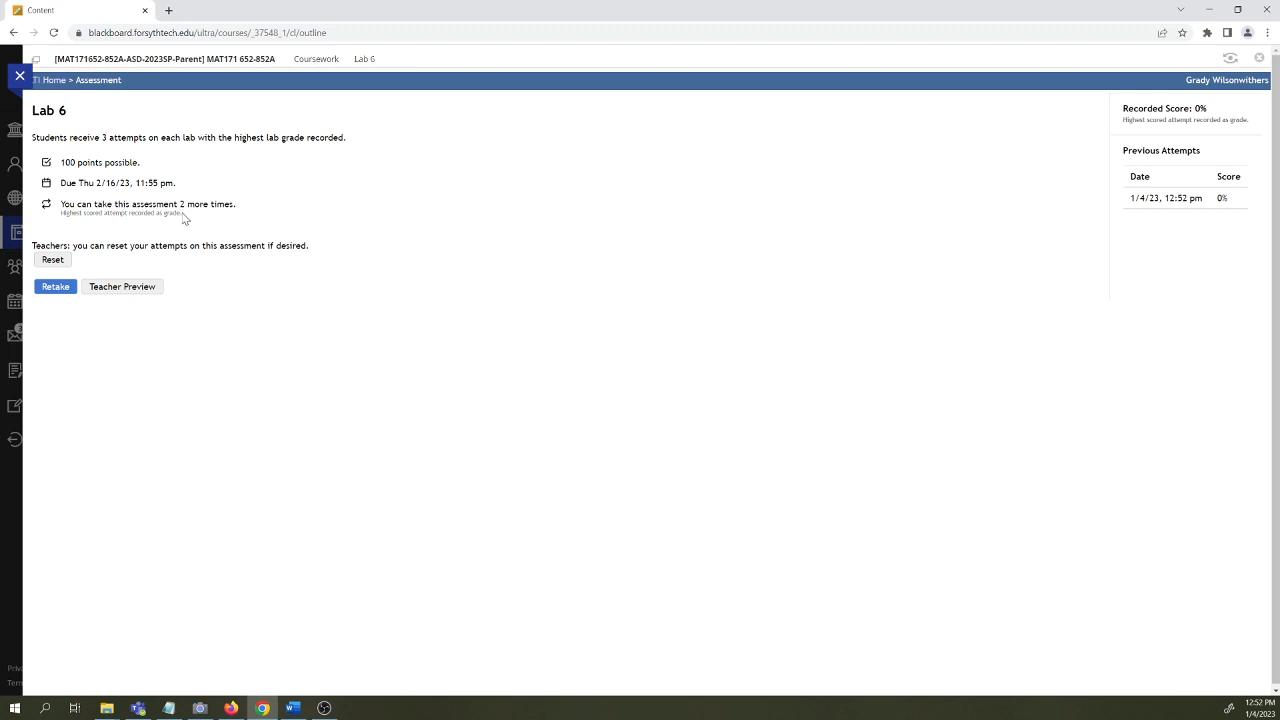 Content
blackboard.forsythtech.edu/ultra/courses/_37548_1/cl/outline
[MAT171652-852A-ASD-2023SP-Parent] MAT171 652-852A Coursework Lab 6
Home > Assessment Grady Wilsonwithers
Lab 6
Students receive 3 attempts on each lab with the highest lab grade recorded.
100 points possible.
Due Thu 2/16/23, 11:55 pm.
You can take this assessment 2 more times.
Highest scored attempt recorded as grade.
Teachers: you can reset your attempts on this assessment if desired.
Reset
Retake Teacher Preview
Recorded Score: 0%
Highest scored attempt recorded as grade.
Previous Attempts
Date Score
1/4/23, 12:52 pm 0%
3
Priva
Term
12:52 PM
1/4/2023